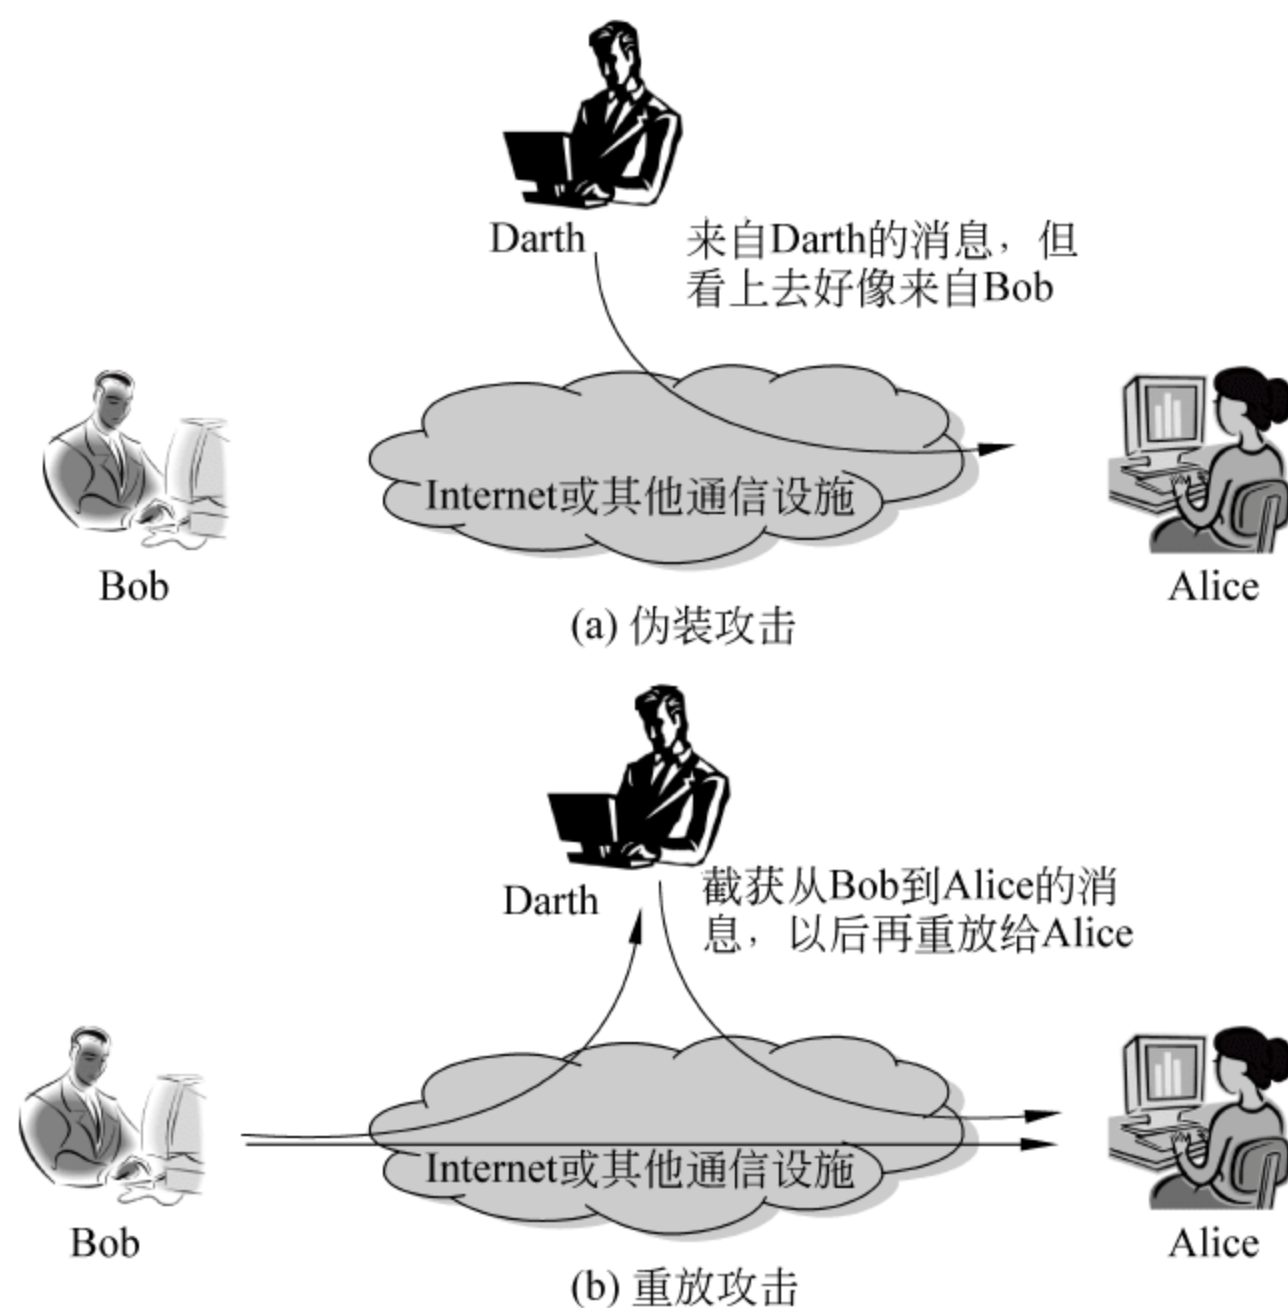 Darth
来自Darth的消息，但
看上去好像来自Bob
Internet或其他通信设施
Bob
Alice
(a) 伪装攻击
Darth
截获从Bob到Alice的消
息，以后再重放给Alice
Internet或其他通信设施
Bob
Alice
(b) 重放攻击